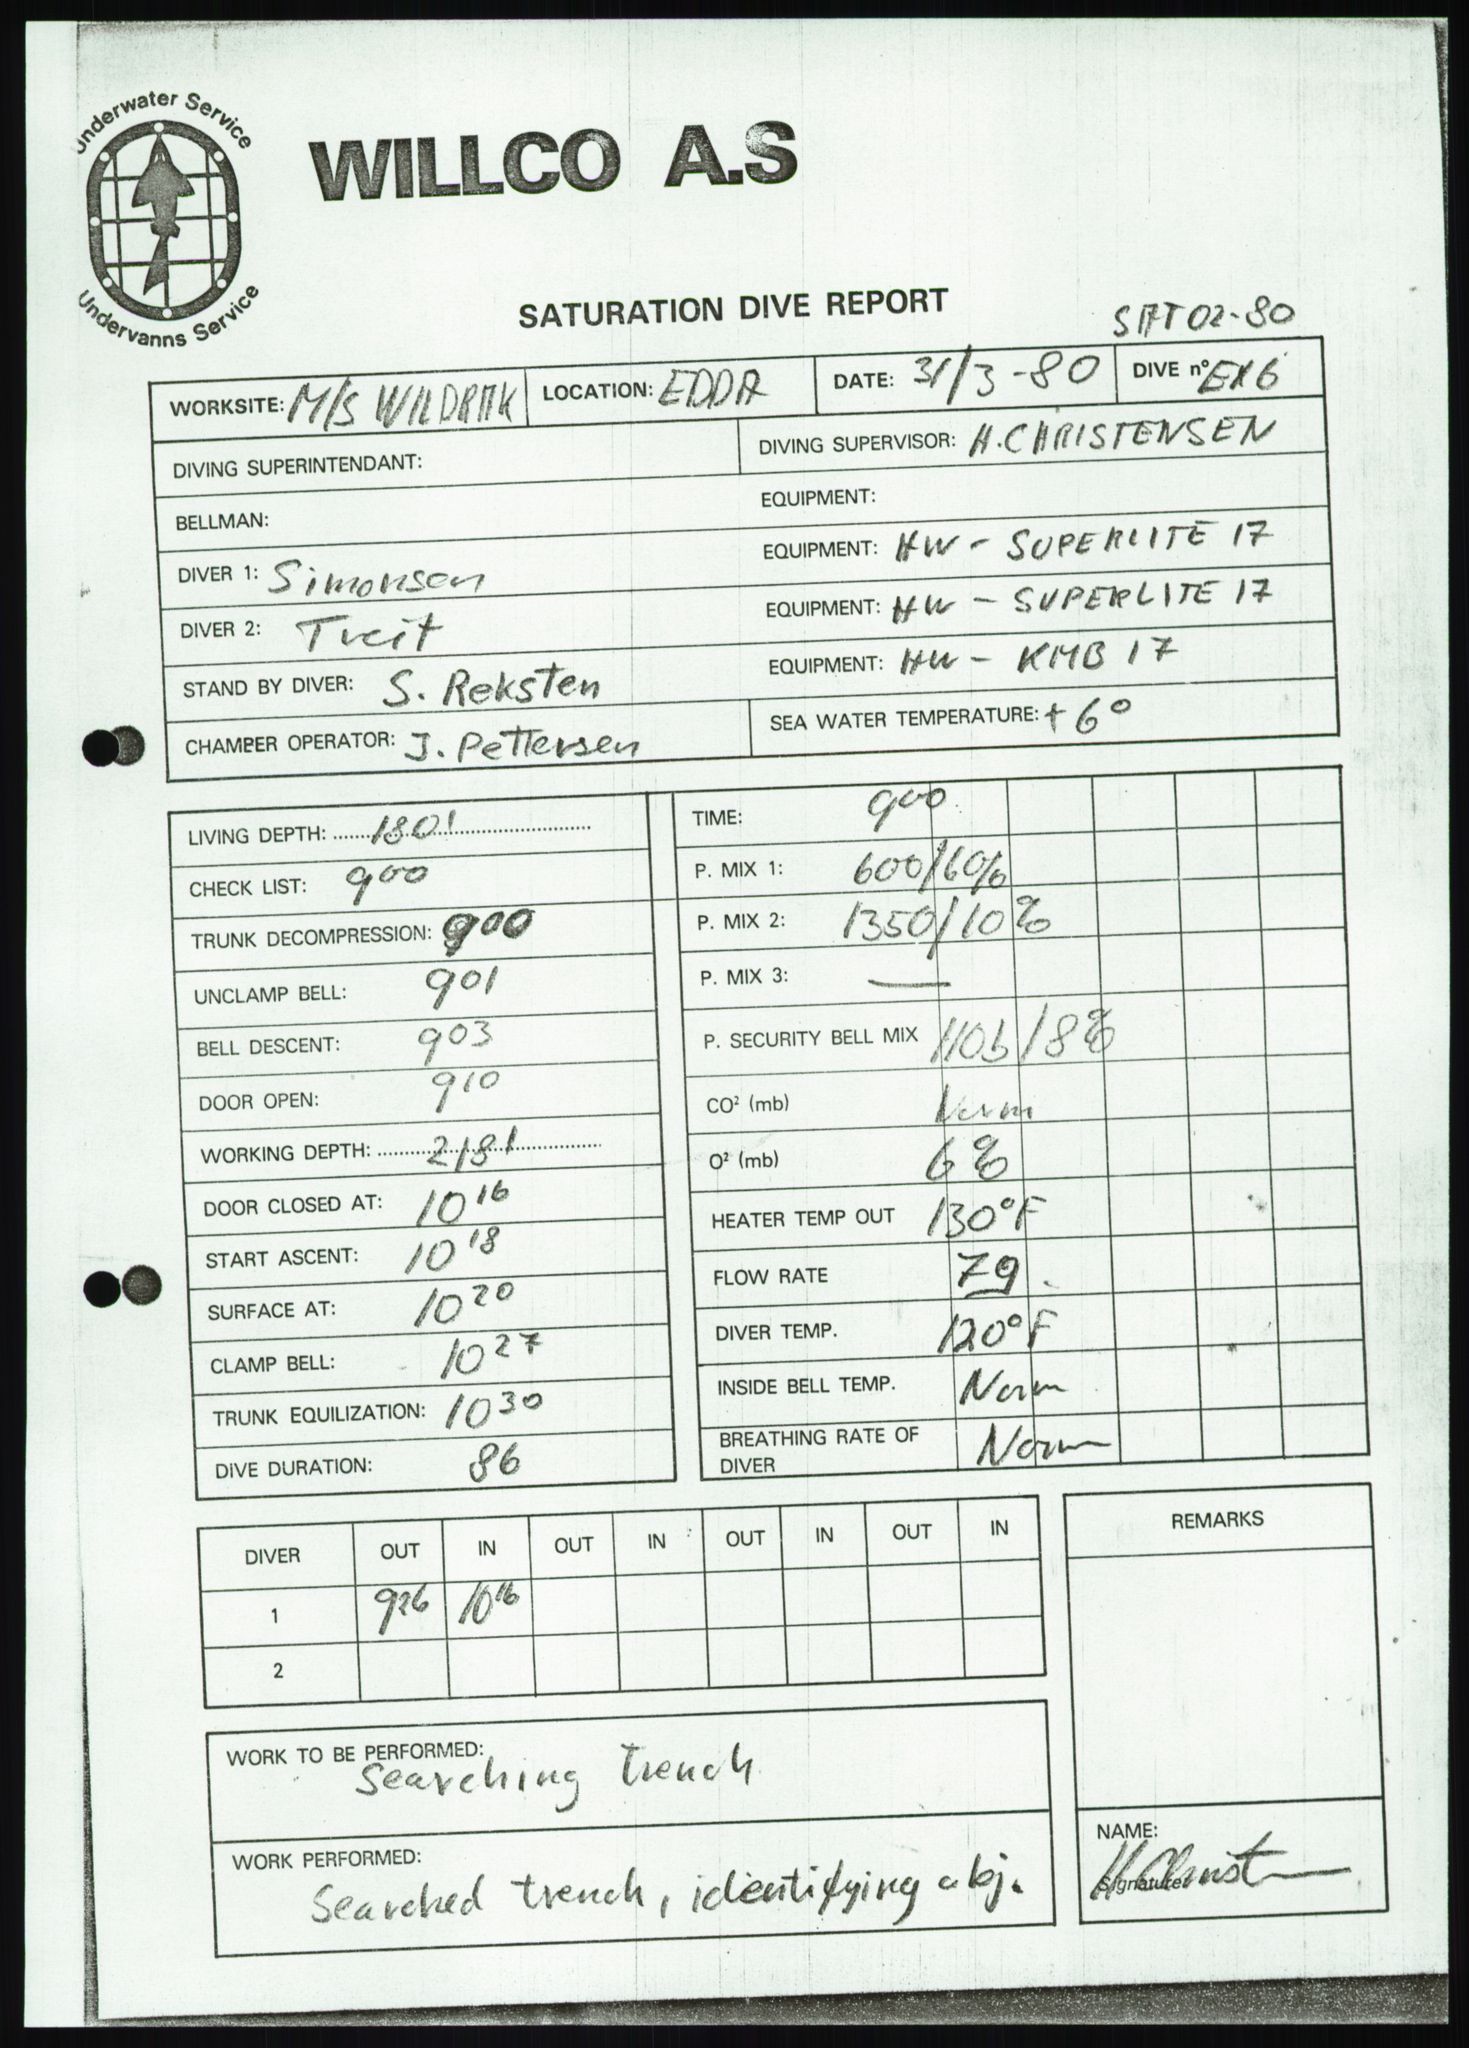 Underwater Service
Undervanns Service
WILLCO A.S
SATURATION DIVE REPORT
SAT 02-80
WORKSITE: M/S WILDRAK LOCATION: EDDA DATE: 31/3-80 DIVE n° EX6
DIVING SUPERINTENDANT: DIVING SUPERVISOR: H. CHRISTENSEN
BELLMAN: EQUIPMENT:
DIVER 1: Simonsen EQUIPMENT: HW - SUPERLITE 17
DIVER 2: Treit EQUIPMENT: HW - SUPERLITE 17
STAND BY DIVER: S. Reksten EQUIPMENT: HW - KMB 17
CHAMBER OPERATOR: J. Pettersen SEA WATER TEMPERATURE: +6°
LIVING DEPTH: 180'
CHECK LIST: 900
TRUNK DECOMPRESSION: 900
UNCLAMP BELL: 901
BELL DESCENT: 903
DOOR OPEN: 910
WORKING DEPTH: 218'
DOOR CLOSED AT: 1016
START ASCENT: 1018
SURFACE AT: 1020
CLAMP BELL: 1027
TRUNK EQUILIZATION: 1030
DIVE DURATION: 86
TIME: 900
P. MIX 1: 600/60%
P. MIX 2: 1350/10%
P. MIX 3: —
P. SECURITY BELL MIX 110b/8%
CO² (mb) Norm
O² (mb) 6%
HEATER TEMP OUT 130°F
FLOW RATE 7g
DIVER TEMP. 120°F
INSIDE BELL TEMP. Norm
BREATHING RATE OF
DIVER Norm
DIVER OUT IN OUT IN OUT IN OUT IN
1 926 1016
2
REMARKS
WORK TO BE PERFORMED:
Searching trench
WORK PERFORMED:
Searched trench, identifying obj.
NAME:
H Christ
Signature: